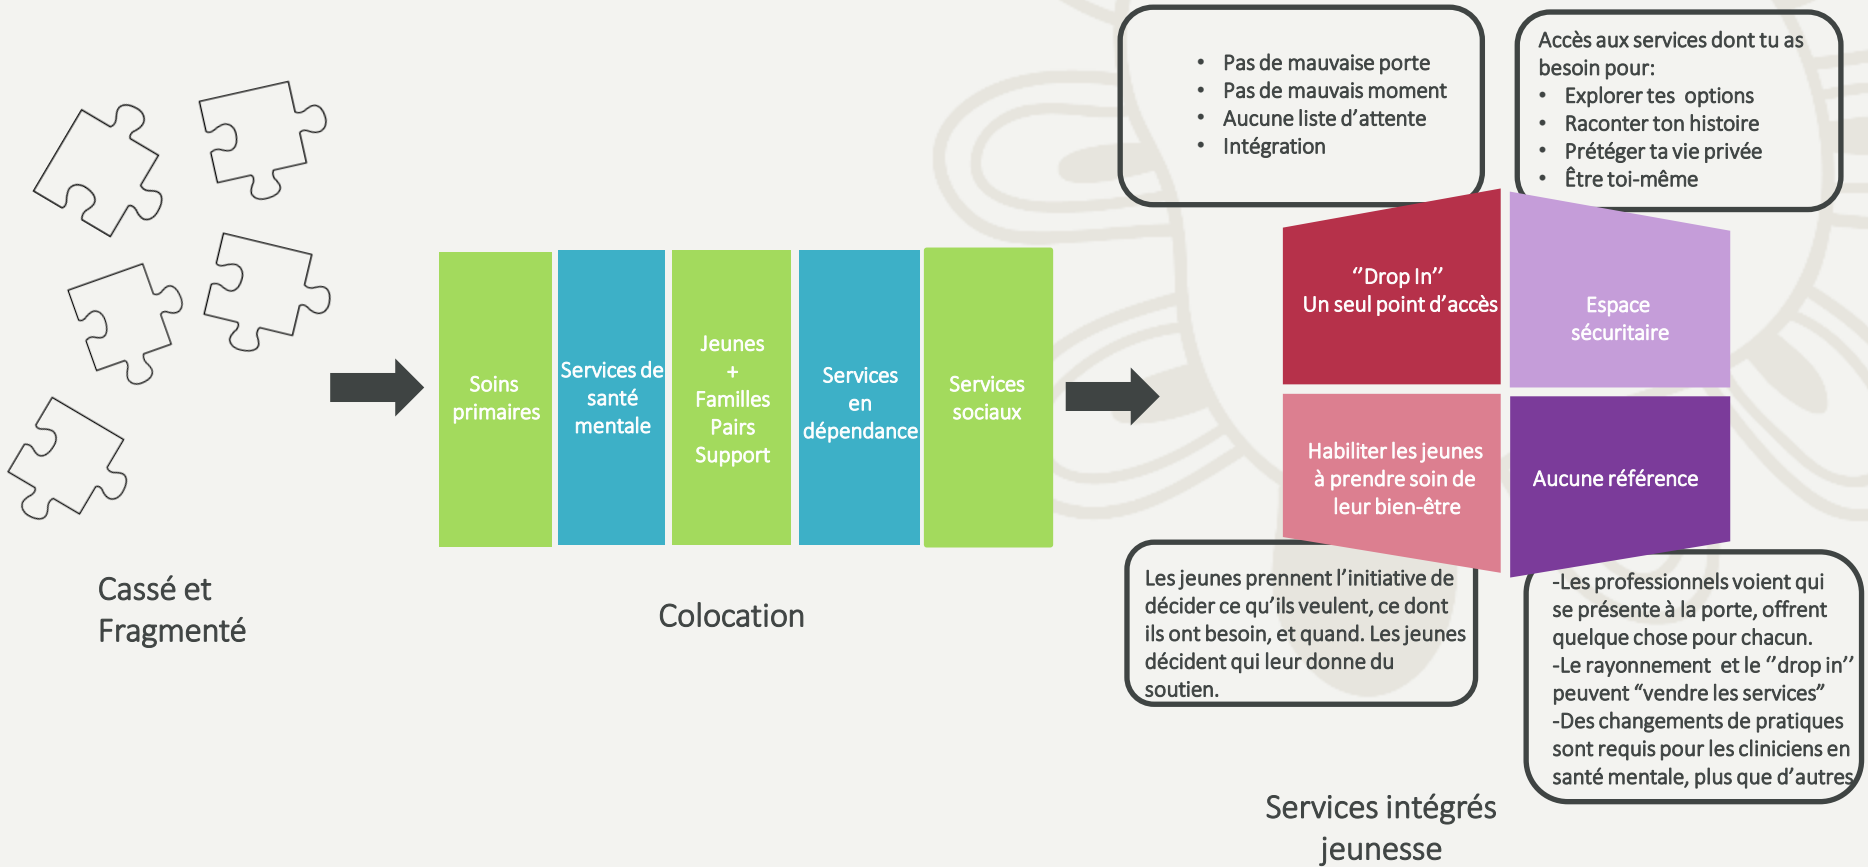 Cassé et
Fragmenté
Soins
primaires
Services de
santé
mentale
Jeunes
+
Familles
Pairs
Support
Services
en
dépendance
Services
sociaux
Colocation
• Pas de mauvaise porte
• Pas de mauvais moment
• Aucune liste d’attente
• Intégration
Accès aux services dont tu as
besoin pour:
• Explorer tes options
• Raconter ton histoire
• Prétéger ta vie privée
• Être toi-même
‘’Drop In’’
Un seul point d’accès
Espace
sécuritaire
Habiliter les jeunes
à prendre soin de
leur bien-être
Aucune référence
Les jeunes prennent l’initiative de
décider ce qu’ils veulent, ce dont
ils ont besoin, et quand. Les jeunes
décident qui leur donne du
soutien.
-Les professionnels voient qui
se présente à la porte, offrent
quelque chose pour chacun.
-Le rayonnement et le ‘’drop in’’
peuvent “vendre les services”
-Des changements de pratiques
sont requis pour les cliniciens en
santé mentale, plus que d’autres
Services intégrés
jeunesse